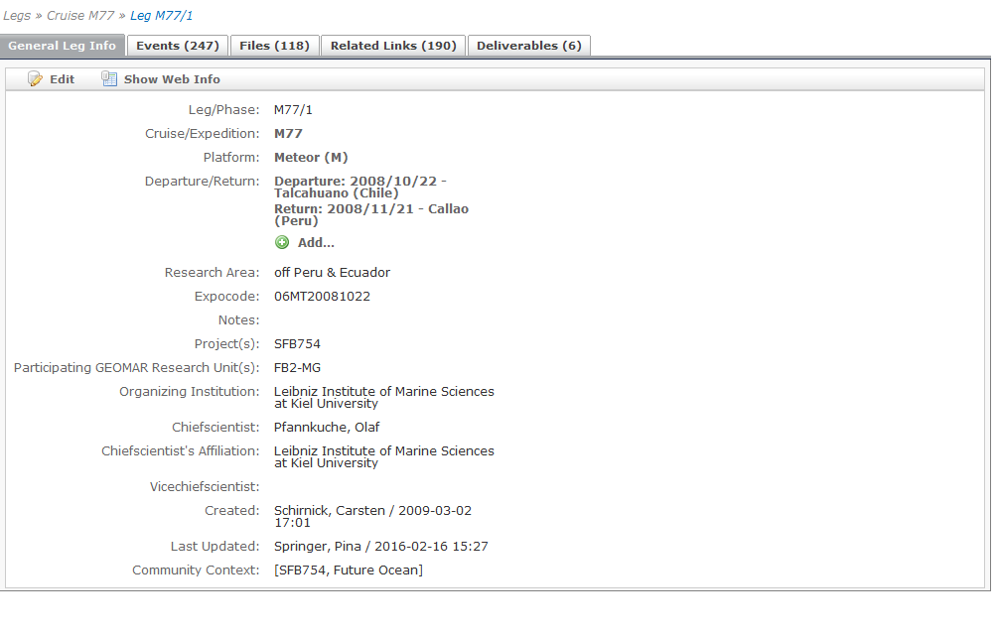 Legs » Cruise M77 » Leg M77/1
General Leg Info Events (247) Files (118) Related Links (190) Deliverables (6)
Edit Show Web Info
Leg/Phase: M77/1
Cruise/Expedition: M77
Platform: Meteor (M)
Departure/Return: Departure: 2008/10/22 -
Talcahuano (Chile)
Return: 2008/11/21 - Callao
(Peru)
Add...
Research Area: off Peru & Ecuador
Expocode: 06MT20081022
Notes:
Project(s): SFB754
Participating GEOMAR Research Unit(s): FB2-MG
Organizing Institution: Leibniz Institute of Marine Sciences
at Kiel University
Chiefscientist: Pfannkuche, Olaf
Chiefscientist's Affiliation: Leibniz Institute of Marine Sciences
at Kiel University
Vicechiefscientist:
Created: Schirnick, Carsten / 2009-03-02
17:01
Last Updated: Springer, Pina / 2016-02-16 15:27
Community Context: [SFB754, Future Ocean]